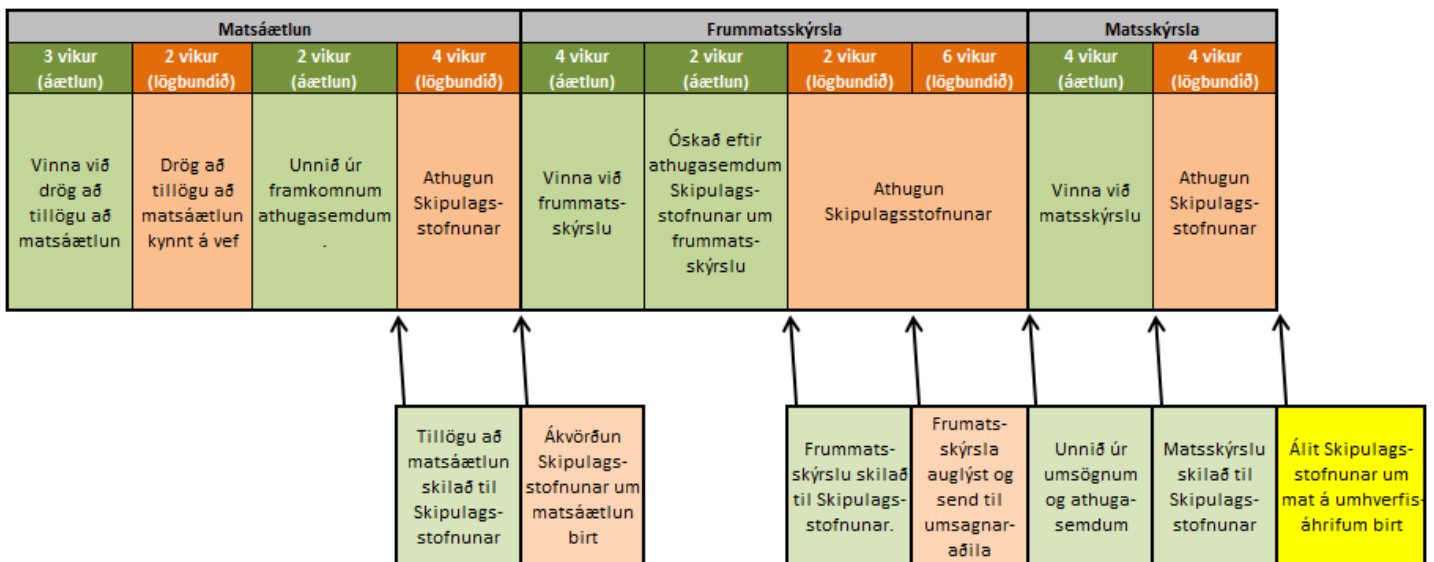 Matsáætlun
Frummatsskýrsla
Matsskýrsla
3 vikur
(áætlun)
2 vikur
(lögbundið)
2 vikur
(áætlun)
4 vikur
(lögbundið)
4 vikur
(áætlun)
2 vikur
(áætlun)
2 vikur
(lögbundið)
6 vikur
(lögbundið)
4 vikur
(áætlun)
4 vikur
(lögbundið)
Vinna við
drög að
tillögu að
matsáætlun
Drög að
tillögu að
matsáætlun
kynnt á vef
Unnið úr
framkomnum
athugasemdum
.
Athugun
Skipulags-
stofnunar
Vinna við
frummats-
skýrslu
Óskað eftir
athugasemdum
Skipulags-
stofnunar um
frummats-
skýrslu
Athugun
Skipulagsstofnunar
Vinna við
matsskýrslu
Athugun
Skipulags-
stofnunar
Tillögu að
matsáætlun
skilað til
Skipulags-
stofnunar
Ákvörðun
Skipulags-
stofnunar um
matsáætlun
birt
Frummats-
skýrslu skilað
til Skipulags-
stofnunar.
Frumats-
skýrsla
auglýst og
send til
umsagnar-
aðila
Unnið úr
umsögnum
og athuga-
semdum
Matsskýrslu
skilað til
Skipulags-
stofnunar
Álit Skipulags-
stofnunar um
mat á umhverfis-
áhrifum birt